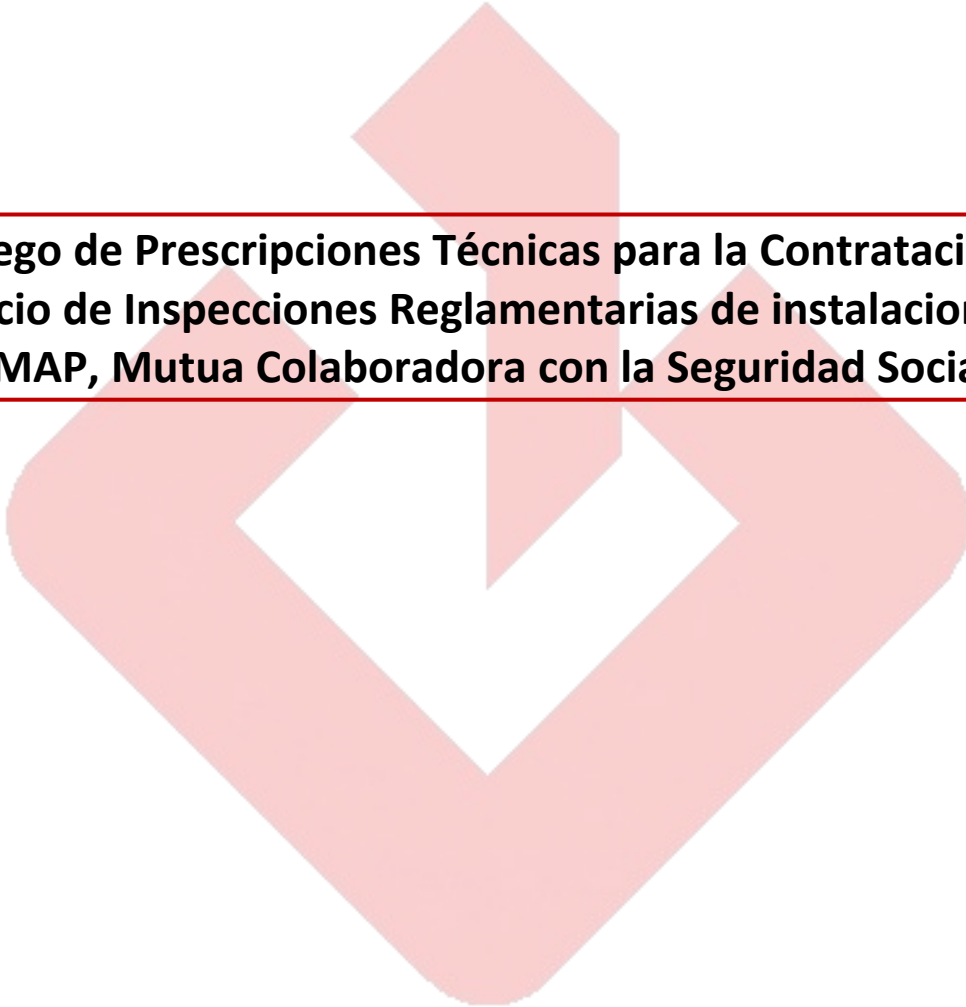 ego de Prescripciones Técnicas para la Contrataci
cio de Inspecciones Reglamentarias de instalacion
MAP, Mutua Colaboradora con la Seguridad Socia